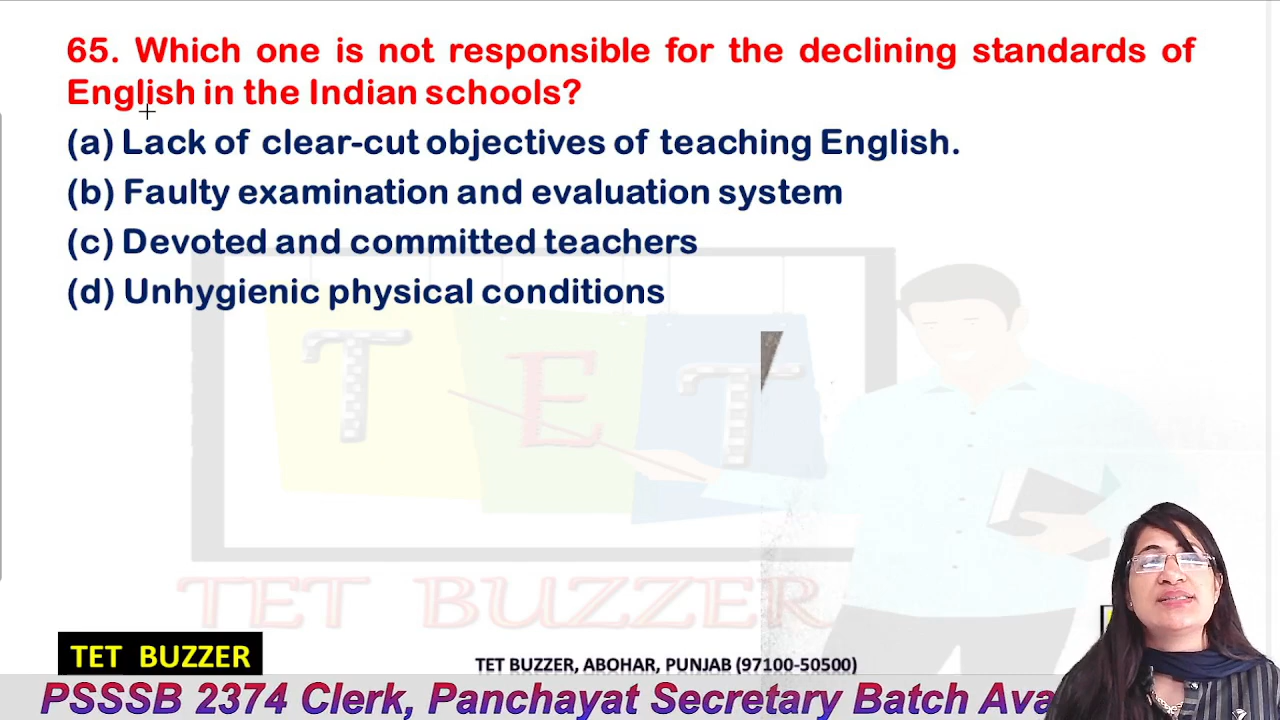 65. Which one is not responsible for the declining standards of
English in the Indian schools?
(a) Lack of clear-cut objectives of teaching English.
(b) Faulty examination and evaluation system
(c) Devoted and committed teachers
(d) Unhygienic physical conditions
T E T
TET BUZZER
TET BUZZER
TET BUZZER, ABOHAR, PUNJAB (97100-50500)
PSSSB 2374 Clerk, Panchayat Secretary Batch Ava